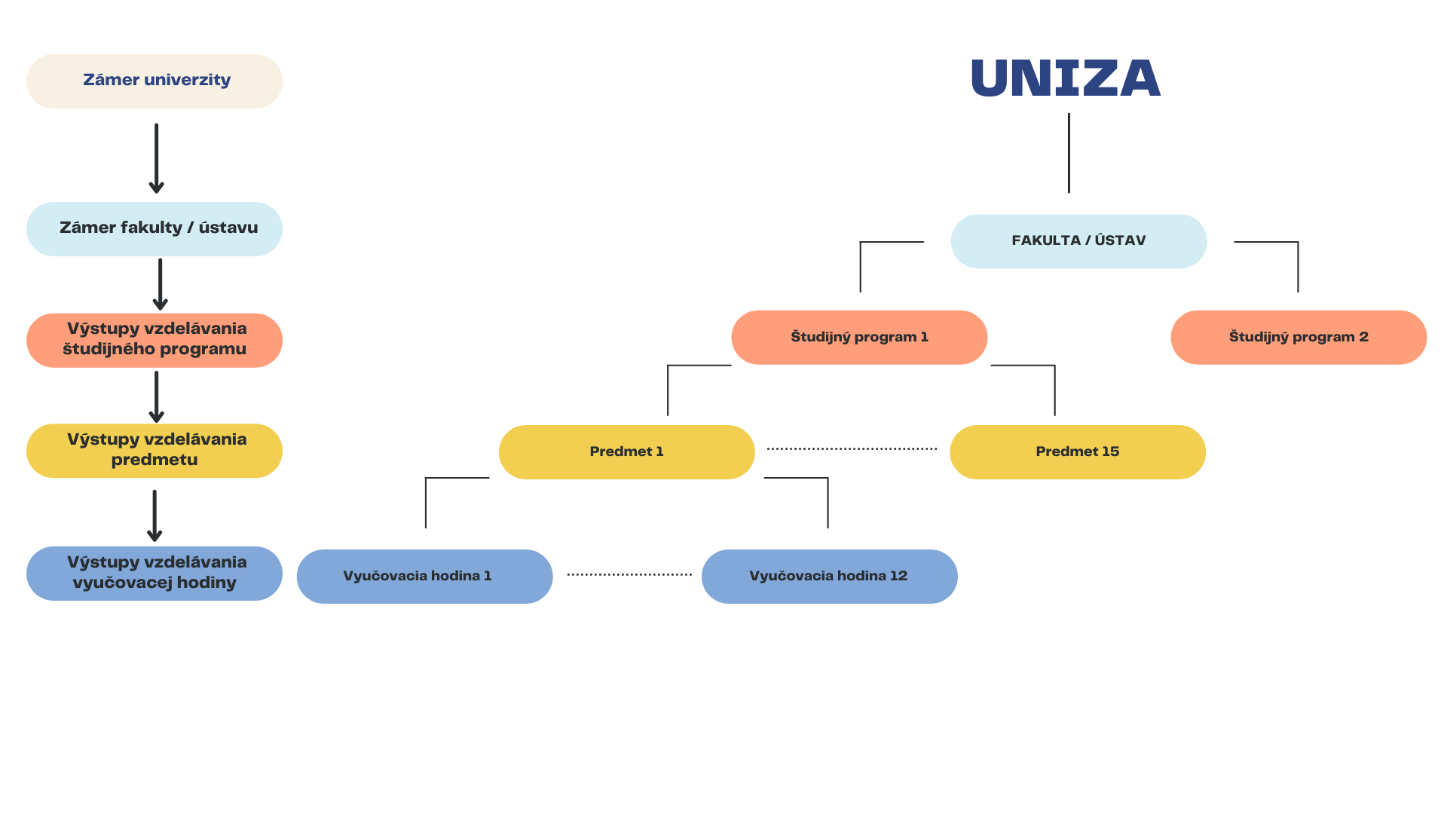 Zámer univerzity
UNIZA
Zámer fakulty / ústavu
FAKULTA / ÚSTAV
Výstupy vzdelávania
študijného programu
Študijný program 1
Študijný program 2
Výstupy vzdelávania
predmetu
Predmet 1
Predmet 15
Výstupy vzdelávania
vyučovacej hodiny
Vyučovacia hodina 1
Vyučovacia hodina 12